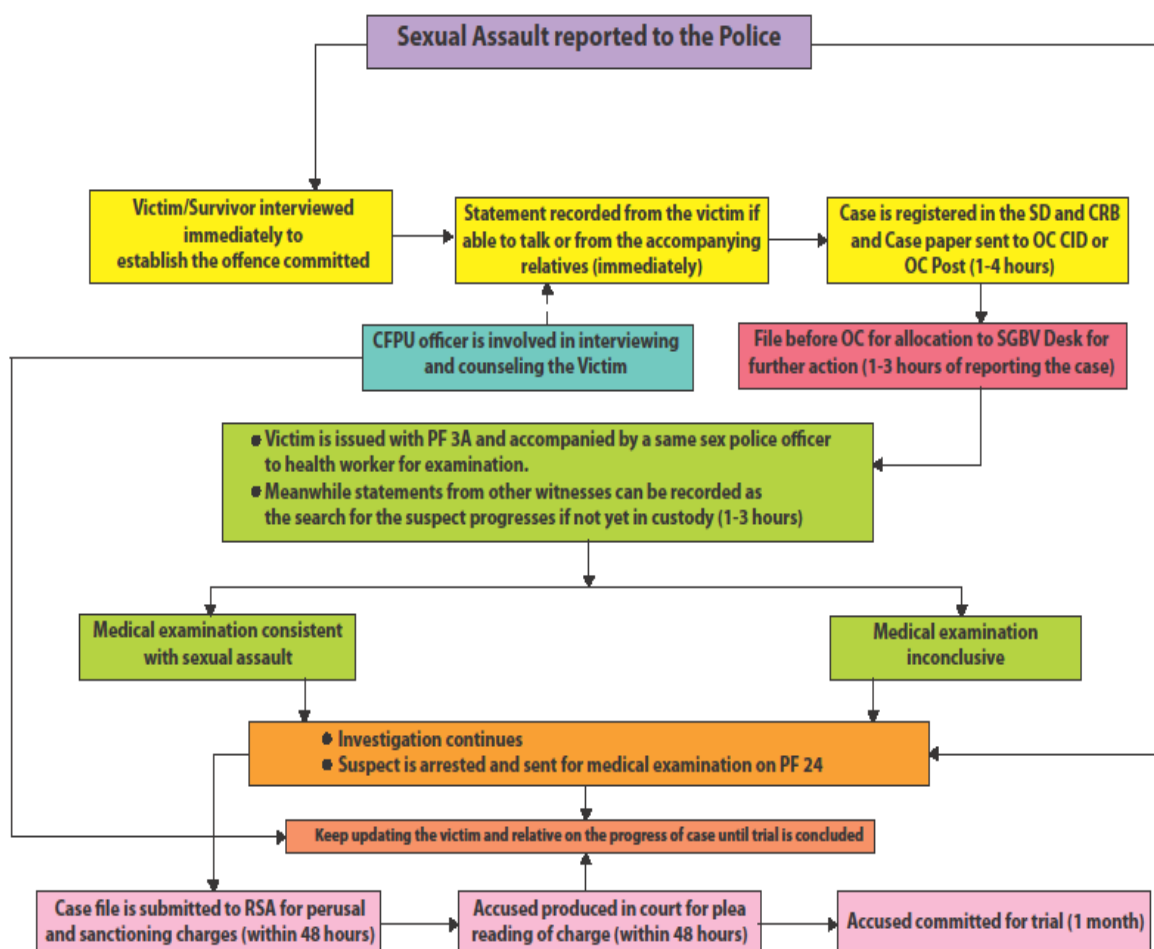 Sexual Assault reported to the Police
Victim/Survivor interviewed
immediately to
establish the offence committed
Statement recorded from the victim if
able to talk or from the accompanying
relatives (immediately)
Case is registered in the SD and CRB
and Case paper sent to OC CID or
OC Post (1-4 hours)
CFPU officer is involved in interviewing
and counseling the Victim
File before OC for allocation to SGBV Desk for
further action (1-3 hours of reporting the case)
● Victim is issued with PF 3A and accompanied by a same sex police officer
to health worker for examination.
● Meanwhile statements from other witnesses can be recorded as
the search for the suspect progresses if not yet in custody (1-3 hours)
Medical examination consistent
with sexual assault
Medical examination
inconclusive
● Investigation continues
● Suspect is arrested and sent for medical examination on PF 24
Keep updating the victim and relative on the progress of case until trial is concluded
Case file is submitted to RSA for perusal
and sanctioning charges (within 48 hours)
Accused produced in court for plea
reading of charge (within 48 hours)
Accused committed for trial (1 month)